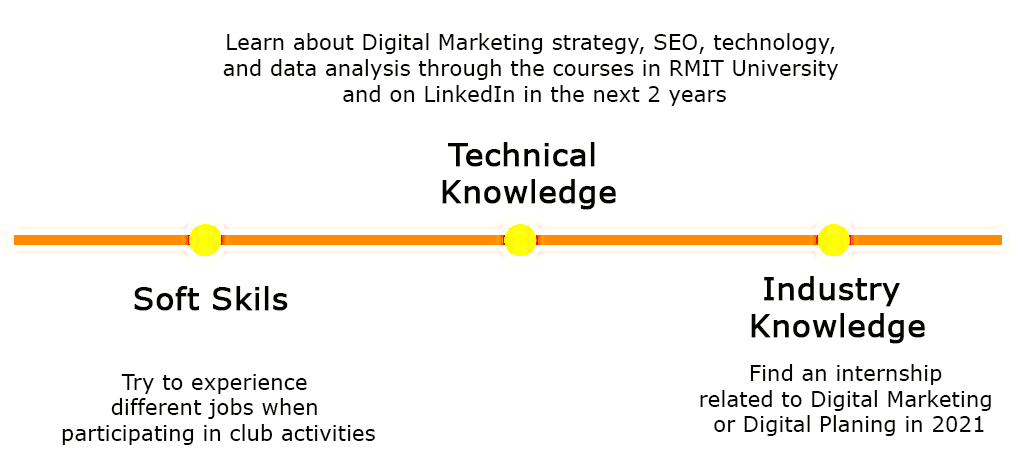 Learn about Digital Marketing strategy, SEO, technology,
and data analysis through the courses in RMIT University
and on LinkedIn in the next 2 years
Technical
Knowledge
Soft Skils
Try to experience
different jobs when
participating in club activities
Industry
Knowledge
Find an internship
related to Digital Marketing
or Digital Planing in 2021